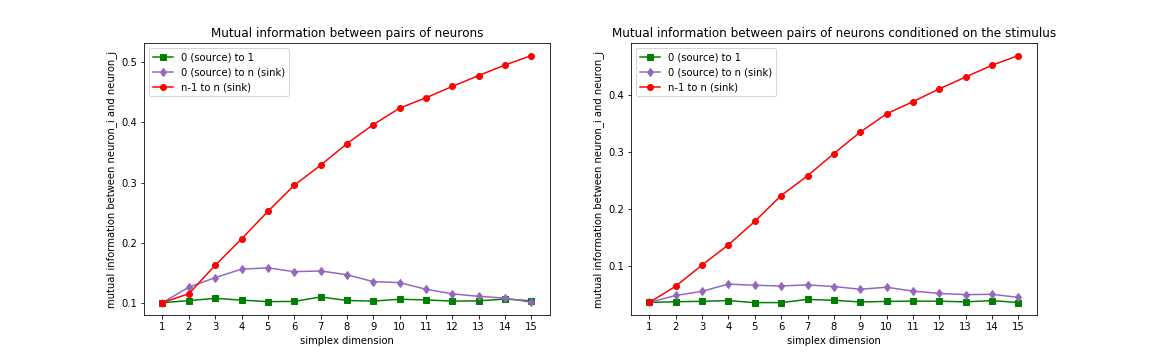 Mutual information between pairs of neurons
mutual information between neuron_i and neuron_j
0 (source) to 1
0 (source) to n (sink)
n-1 to n (sink)
0.5
0.4
0.3
0.2
0.1
1 2 3 4 5 6 7 8 9 10 11 12 13 14 15
simplex dimension
Mutual information between pairs of neurons conditioned on the stimulus
mutual information between neuron_i and neuron_j
0 (source) to 1
0 (source) to n (sink)
n-1 to n (sink)
0.4
0.3
0.2
0.1
1 2 3 4 5 6 7 8 9 10 11 12 13 14 15
simplex dimension